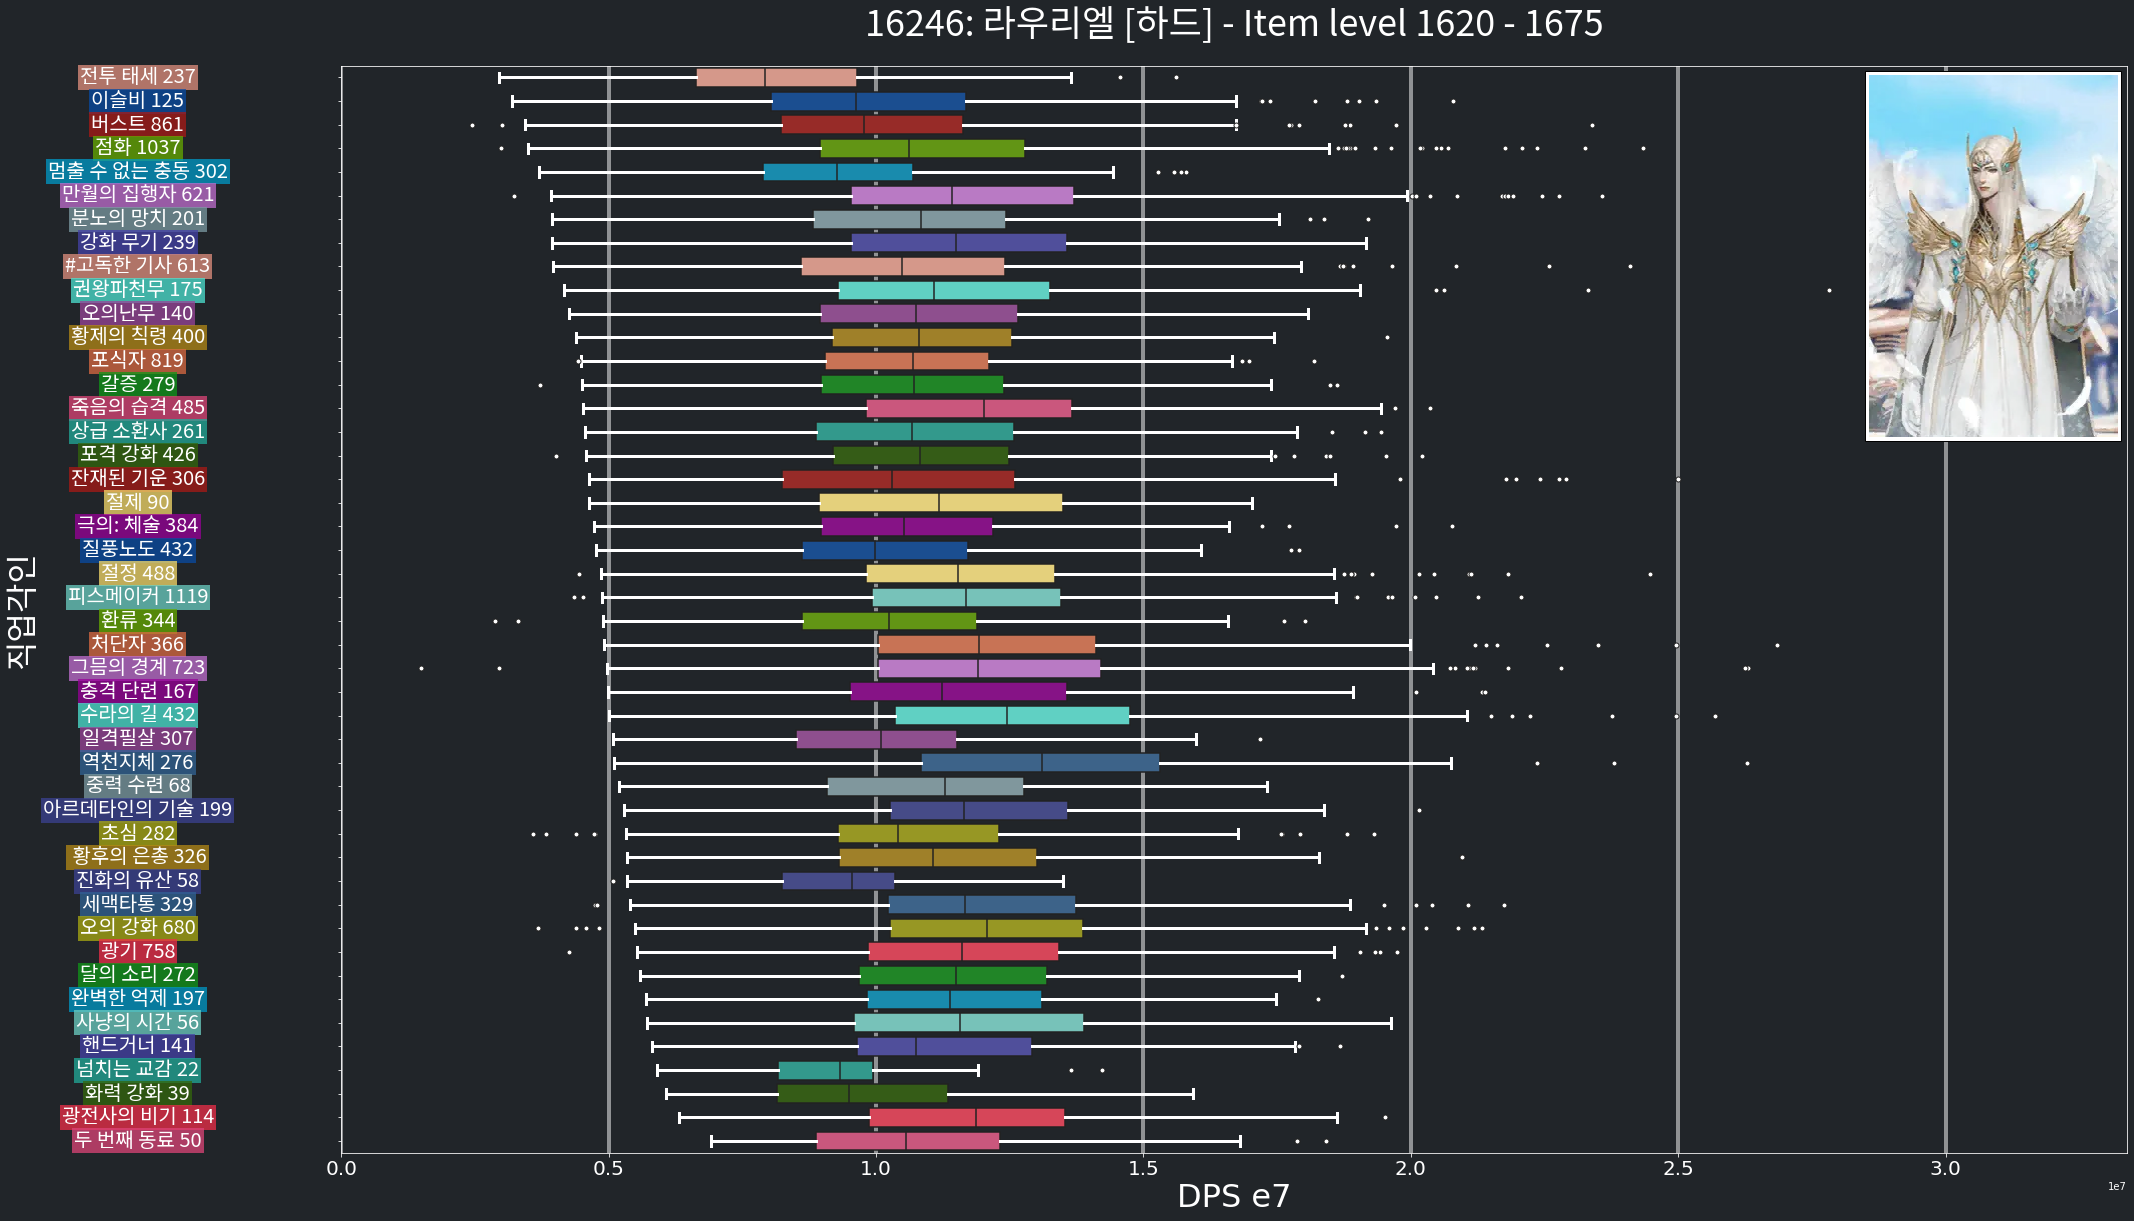 16246: 라우리엘 [하드] - Item level 1620 - 1675
직업각인
전투 태세 237
이슬비 125
버스트 861
점화 1037
멈출 수 없는 충동 302
만월의 집행자 621
분노의 망치 201
강화 무기 239
#고독한 기사 613
권왕파천무 175
오의난무 140
황제의 칙령 400
포식자 819
갈증 279
죽음의 습격 485
상급 소환사 261
포격 강화 426
잔재된 기운 306
절제 90
극의: 체술 384
질풍노도 432
절정 488
피스메이커 1119
환류 344
처단자 366
그믐의 경계 723
충격 단련 167
수라의 길 432
일격필살 307
역천지체 276
중력 수련 68
아르데타인의 기술 199
초심 282
황후의 은총 326
진화의 유산 58
세맥타통 329
오의 강화 680
광기 758
달의 소리 272
완벽한 억제 197
사냥의 시간 56
핸드거너 141
넘치는 교감 22
화력 강화 39
광전사의 비기 114
두 번째 동료 50
0.0 0.5 1.0 1.5 2.0 2.5 3.0
1e7
DPS e7